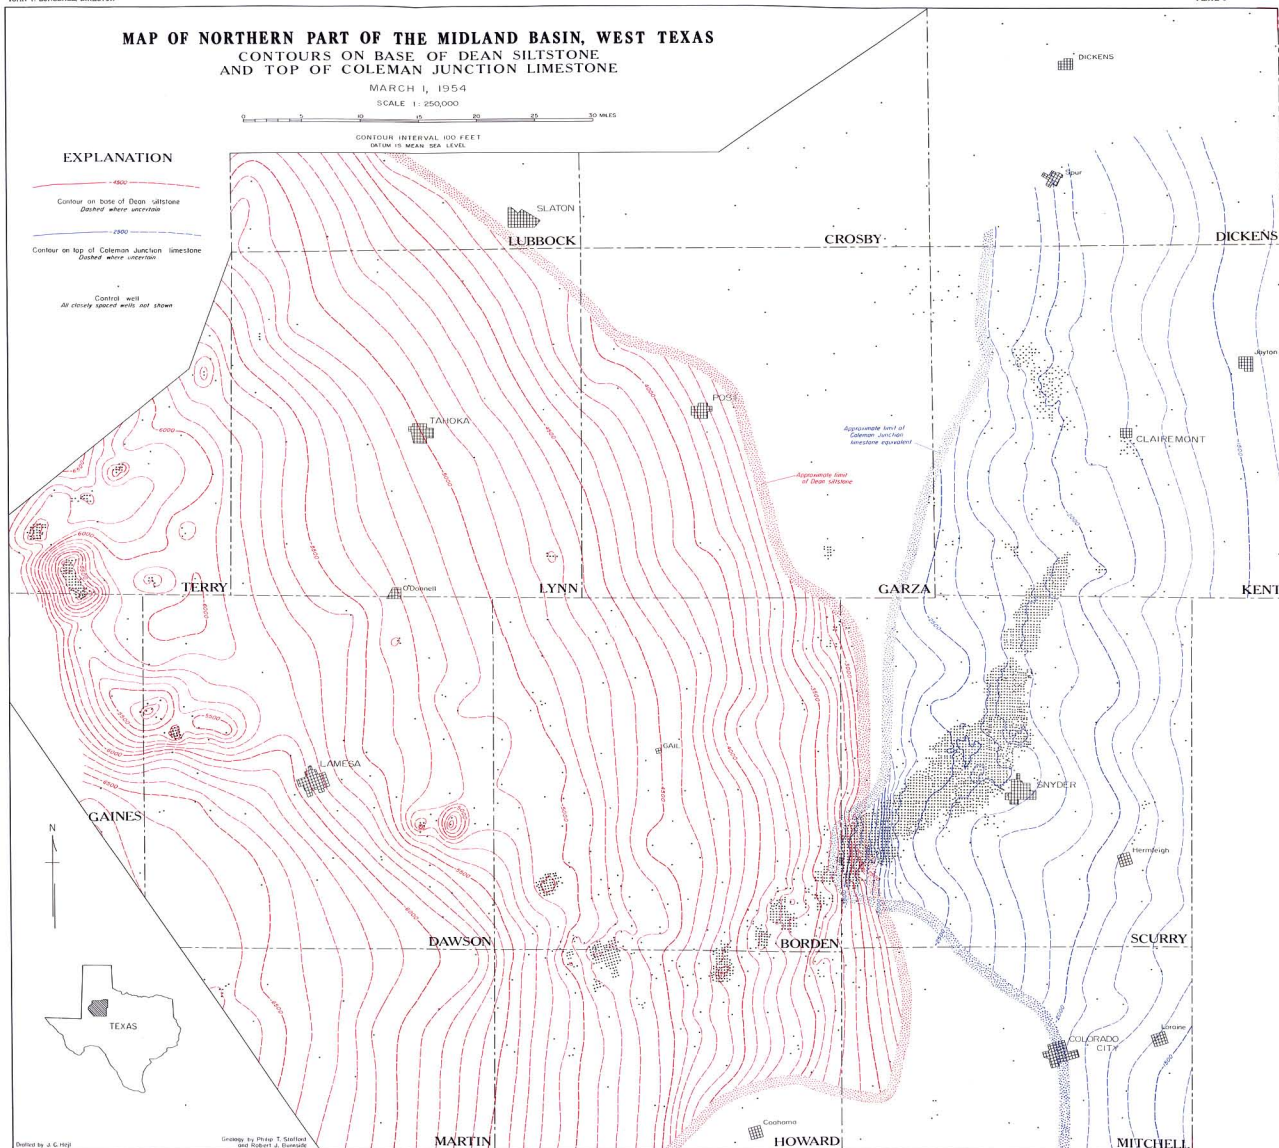 MAP OF NORTHERN PART OF THE MIDLAND BASIN, WEST TEXAS
CONTOURS ON BASE OF DEAN SILTSTONE
AND TOP OF COLEMAN JUNCTION LIMESTONE
MARCH 1, 1954
SCALE 1:250,000
0 5 10 15 20 25 30 MILES
CONTOUR INTERVAL 100 FEET
DATUM IS MEAN SEA LEVEL
EXPLANATION
-4900
Contour on base of Dean siltstone
Dashed where uncertain
-2900
Contour on top of Coleman Junction limestone
Dashed where uncertain
Control well
All closely spaced wells not shown
DICKENS
Spur
SLATON
LUBBOCK
CROSBY
DICKENS
Jayton
TAHOKA
POST
Approximate limit of
Coleman Junction
limestone equivalent
CLAIREMONT
Approximate limit
of Dean siltstone
TERRY
O'Donnell
LYNN
GARZA
KENT
GAIL
LAMESA
SNYDER
GAINES
N
Hermleigh
DAWSON
BORDEN
SCURRY
TEXAS
COLORADO
CITY
Loraine
Coahoma
MARTIN
HOWARD
MITCHELL
Drafted by J. C. Hejl
Geology by Philip T. Stafford
and Robert J. Burnside